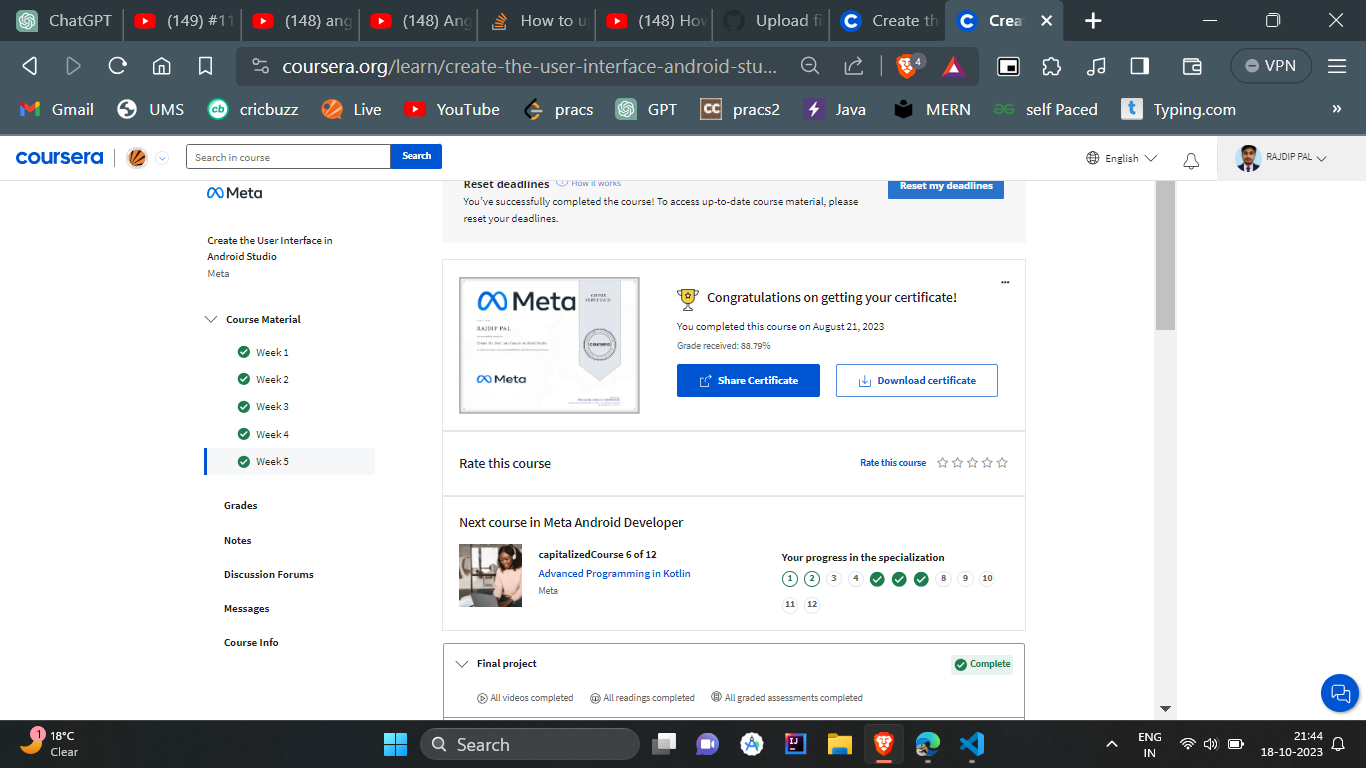 ChatGPT
(149) #11
(148) ang
(148) Ang
How to u
(148) How
Upload fi
Create th
Crea
coursera.org/learn/create-the-user-interface-android-stu...
4
VPN
Gmail
UMS
cricbuzz
Live
YouTube
pracs
GPT
pracs2
Java
MERN
self Paced
Typing.com
»
coursera
Search in course
Search
English
RAJDIP PAL
Meta
Create the User Interface in
Android Studio
Meta
Course Material
Week 1
Week 2
Week 3
Week 4
Week 5
Grades
Notes
Discussion Forums
Messages
Course Info
Reset deadlines
How it works
You've successfully completed the course! To access up-to-date course material, please
reset your deadlines.
Reset my deadlines
Meta
COURSE
CERTIFICATE
RAJDIP PAL
coursera
Meta
Congratulations on getting your certificate!
You completed this course on August 21, 2023
Grade received: 88.79%
Share Certificate
Download certificate
Rate this course
Rate this course
Next course in Meta Android Developer
capitalizedCourse 6 of 12
Advanced Programming in Kotlin
Meta
Your progress in the specialization
1 2 3 4 8 9 10
11 12
Final project
Complete
All videos completed
All readings completed
All graded assessments completed
1
18°C
Clear
Search
ENG
IN
21:44
18-10-2023